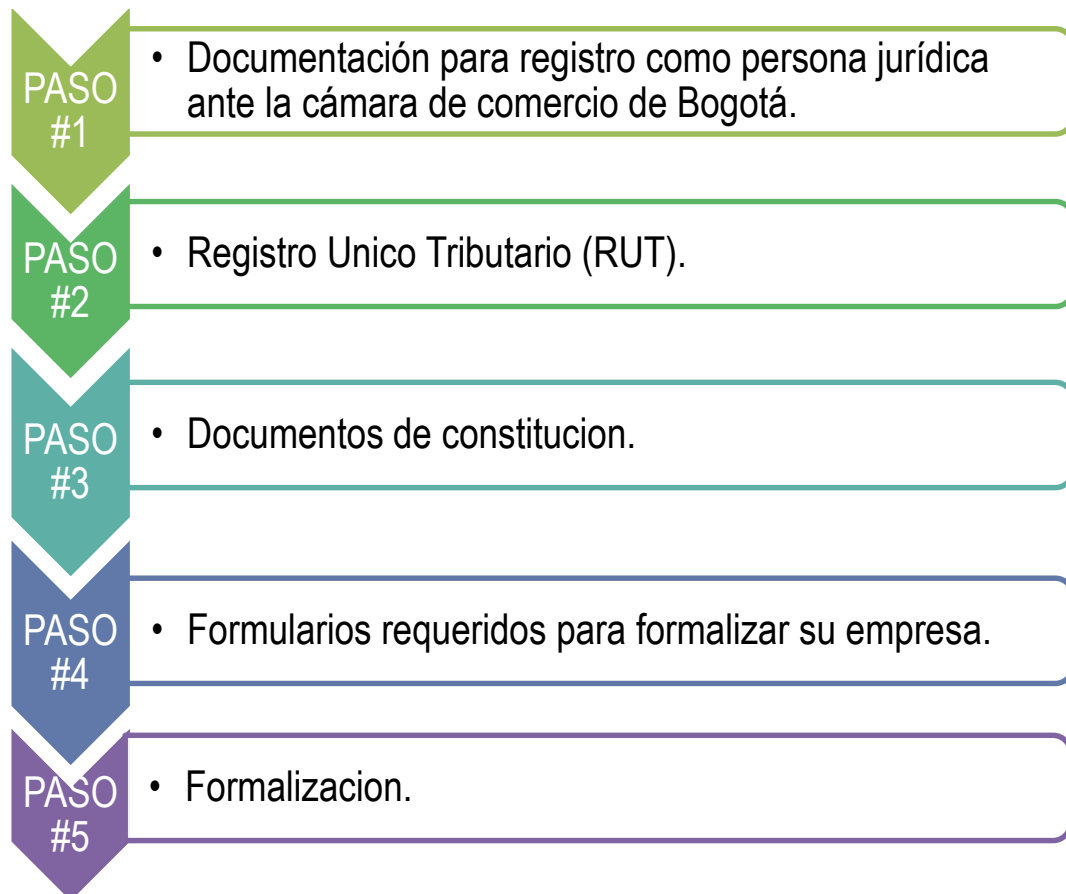 PASO
#1
• Documentación para registro como persona jurídica
ante la cámara de comercio de Bogotá.
PASO
#2
• Registro Unico Tributario (RUT).
PASO
#3
• Documentos de constitucion.
PASO
#4
• Formularios requeridos para formalizar su empresa.
PASO
#5
• Formalizacion.